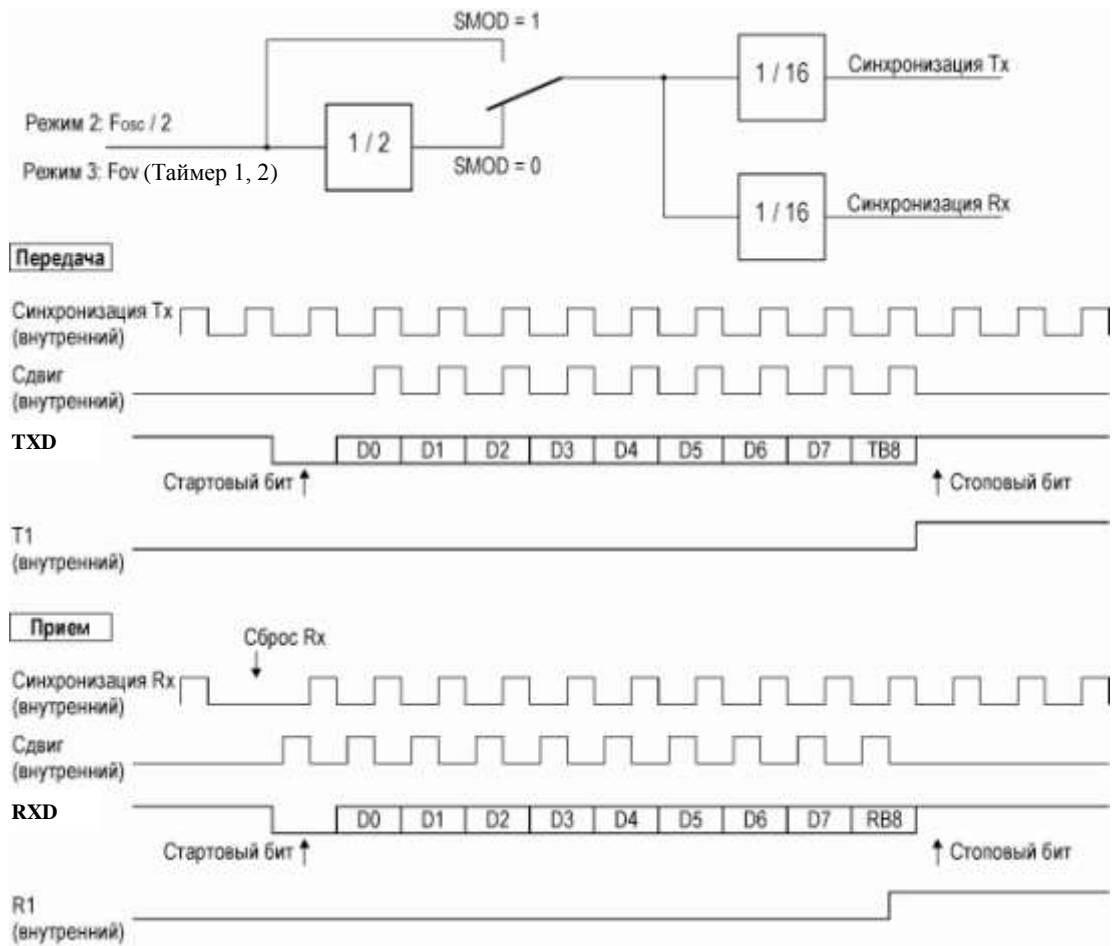 SMOD = 1
1 / 16
Синхронизация Tx
Режим 2: Fosc / 2
1 / 2
Режим 3: Fov (Таймер 1, 2)
SMOD = 0
1 / 16
Синхронизация Rx
Передача
Синхронизация Tx
(внутренний)
Сдвиг
(внутренний)
TXD
D0 D1 D2 D3 D4 D5 D6 D7 TB8
Стартовый бит
Стоповый бит
T1
(внутренний)
Прием
Сброс Rx
Синхронизация Rx
(внутренний)
Сдвиг
(внутренний)
RXD
D0 D1 D2 D3 D4 D5 D6 D7 RB8
Стартовый бит
Стоповый бит
R1
(внутренний)